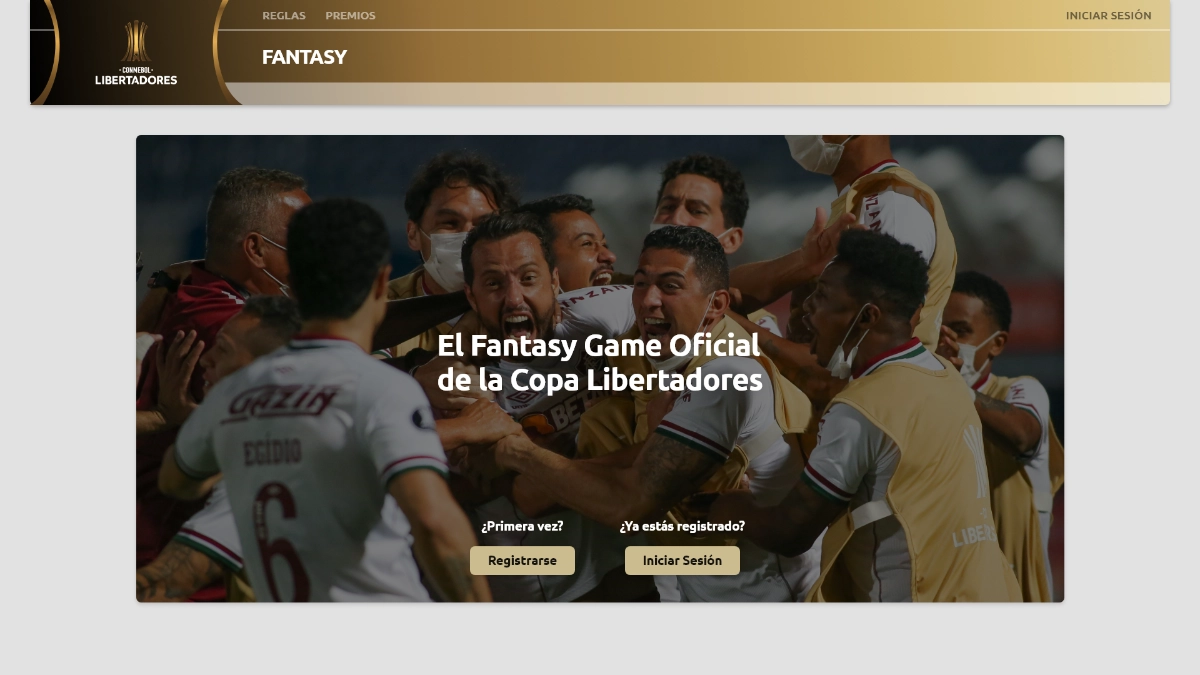 REGLAS PREMIOS INICIAR SESIÓN
FANTASY
· CONMEBOL ·
LIBERTADORES
El Fantasy Game Oficial
de la Copa Libertadores
GAZIN
EGÍDIO
6
¿Primera vez? ¿Ya estás registrado?
Registrarse Iniciar Sesión